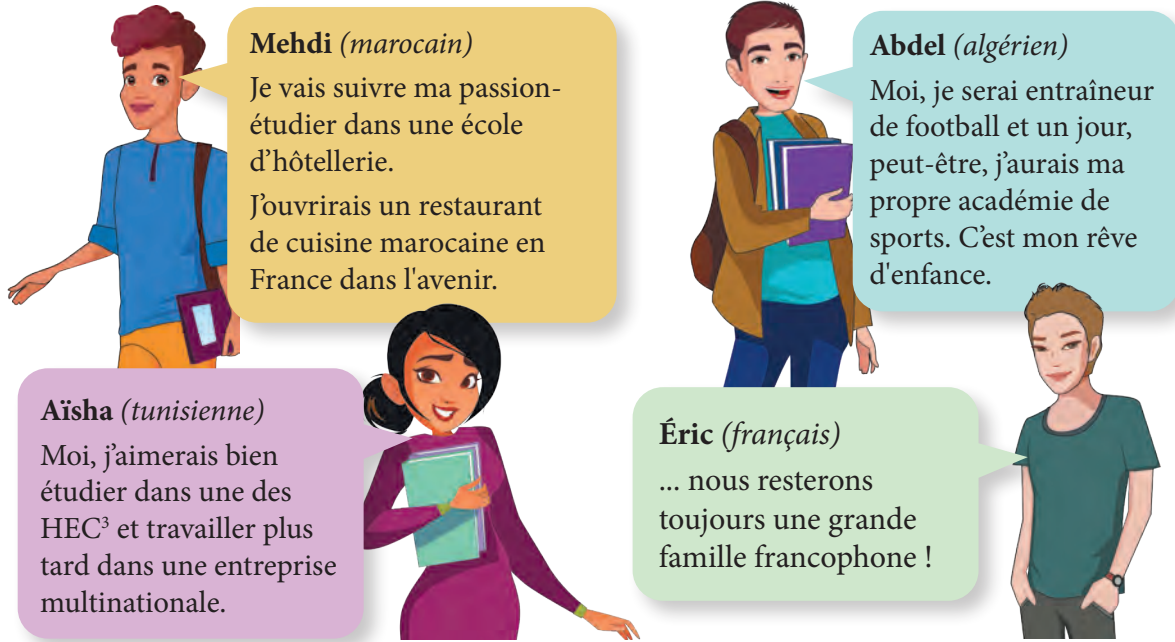 Mehdi (marocain)
Je vais suivre ma passion-
étudier dans une école
d’hôtellerie.
J’ouvrirais un restaurant
de cuisine marocaine en
France dans l'avenir.
Abdel (algérien)
Moi, je serai entraîneur
de football et un jour,
peut-être, j’aurais ma
propre académie de
sports. C’est mon rêve
d'enfance.
Aïsha (tunisienne)
Moi, j’aimerais bien
étudier dans une des
HEC³ et travailler plus
tard dans une entreprise
multinationale.
Éric (français)
... nous resterons
toujours une grande
famille francophone !